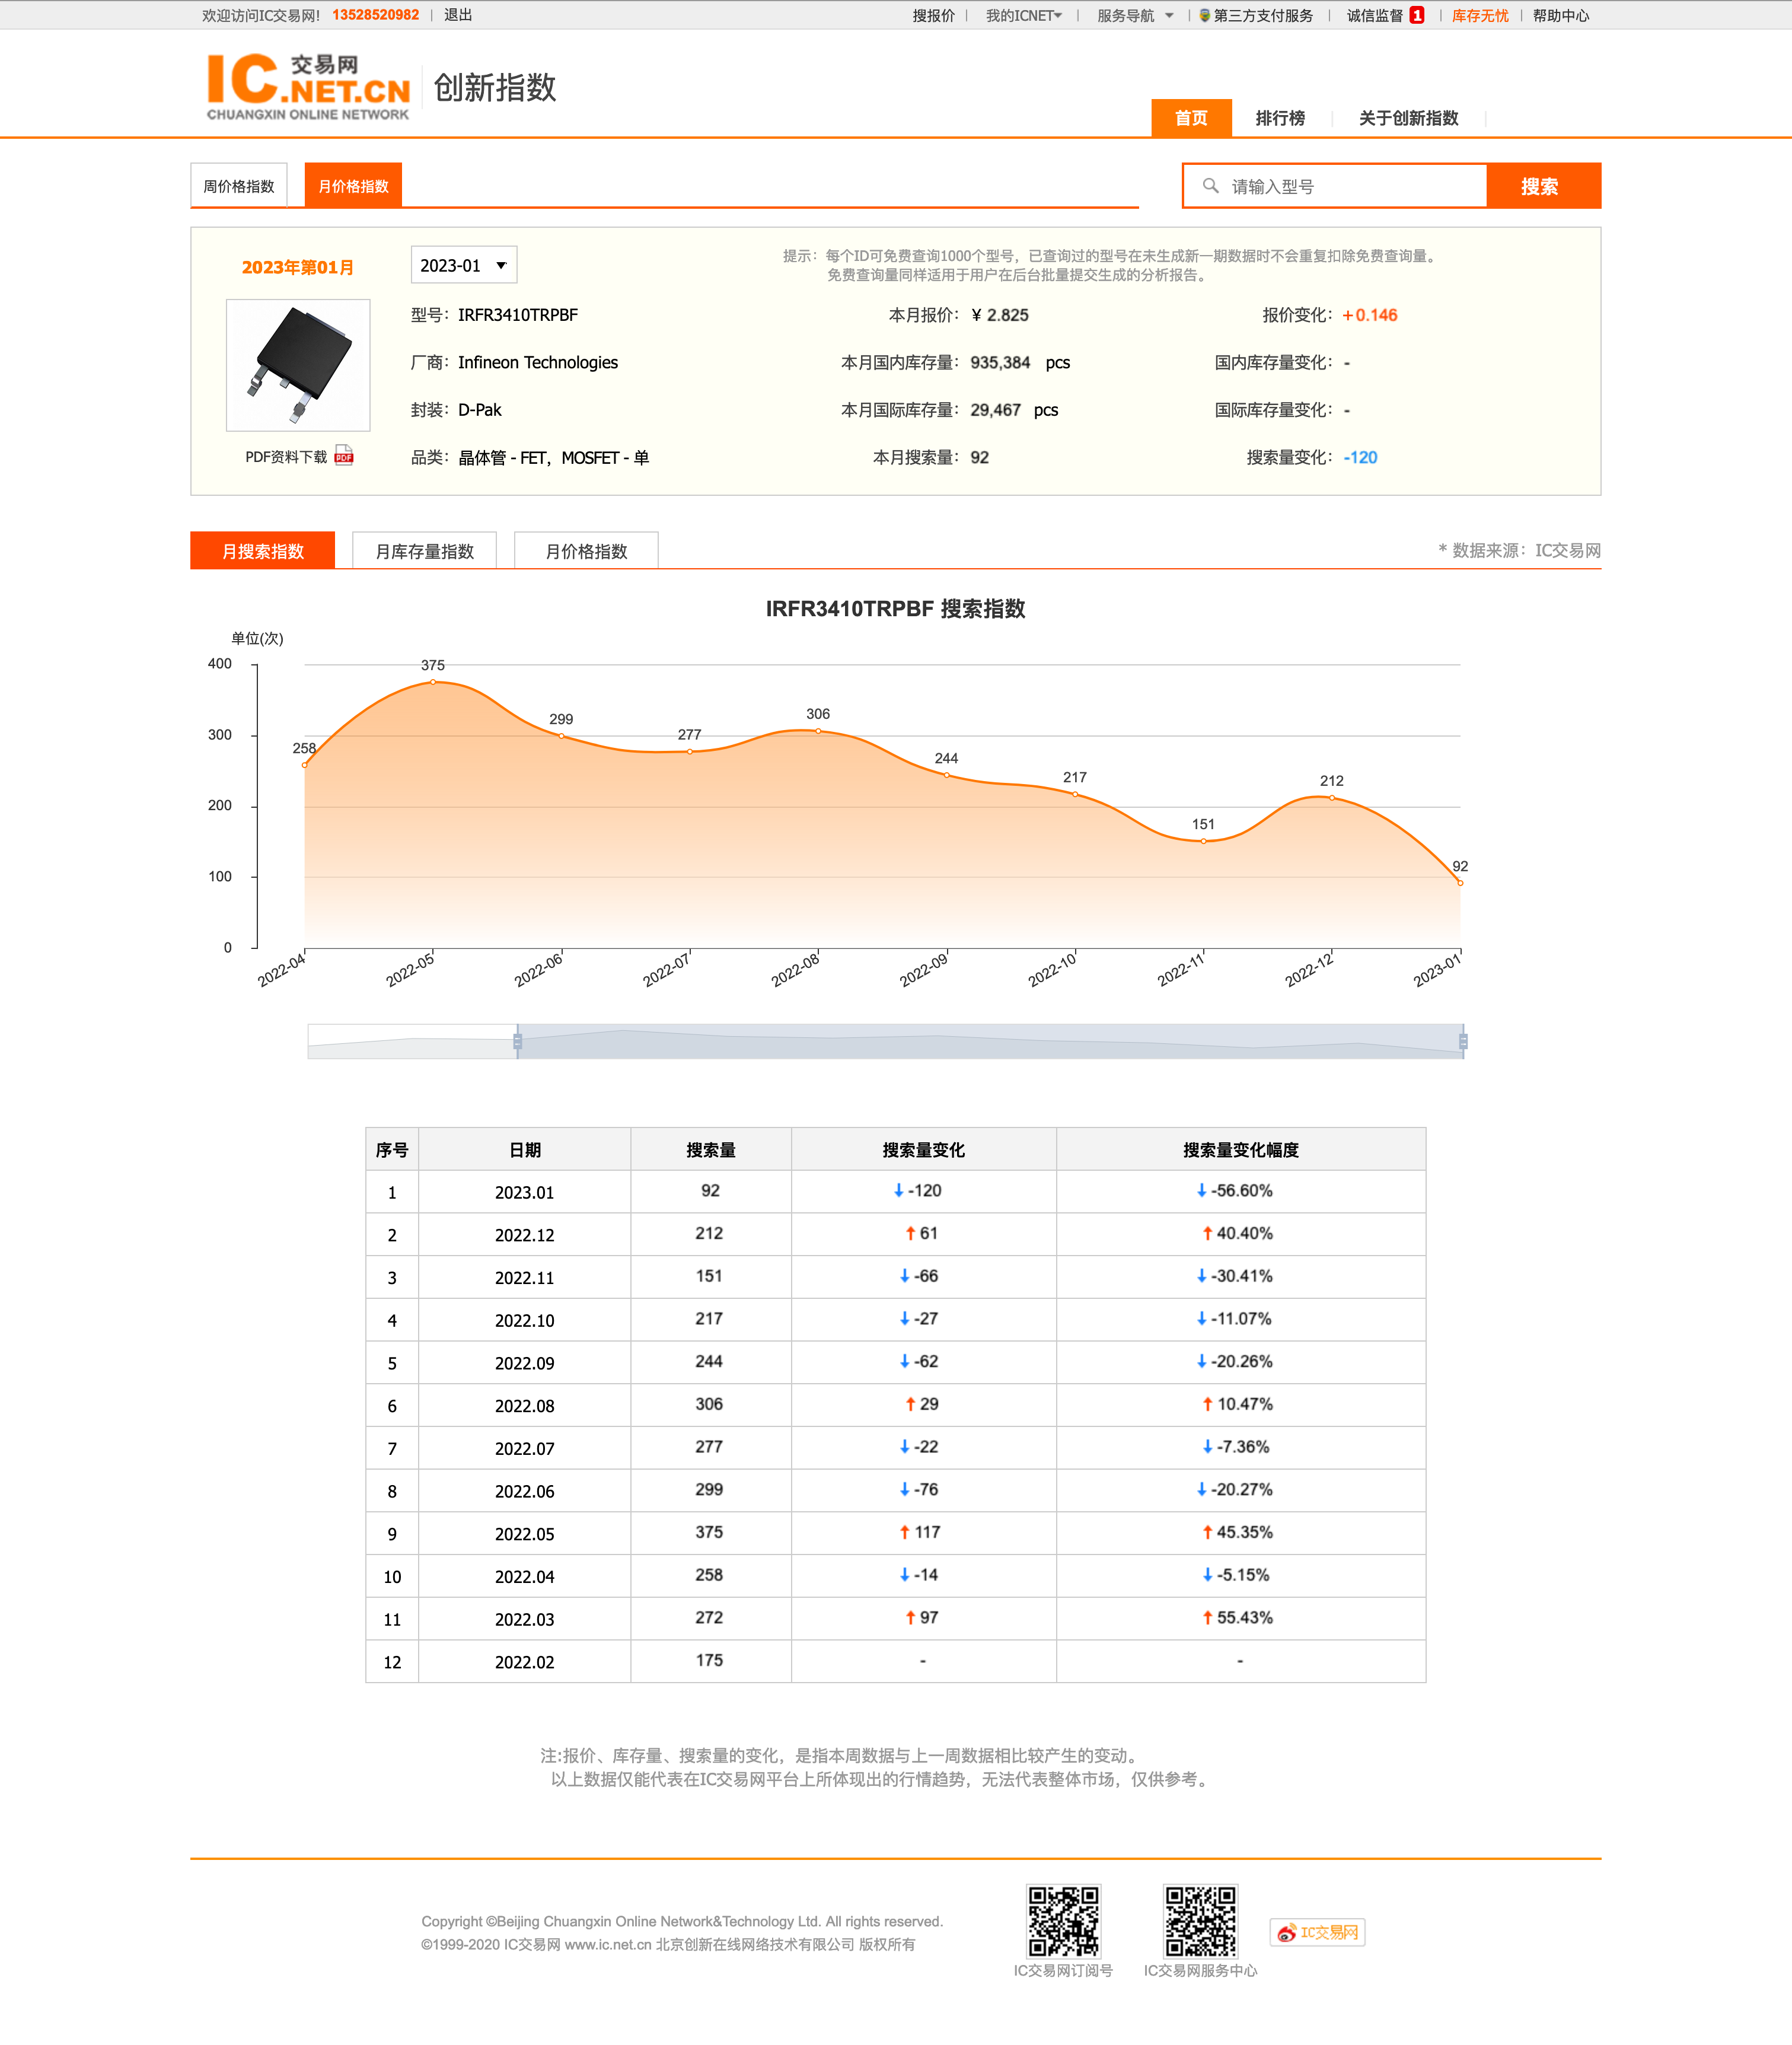 欢迎访问IC交易网! 13528520982 | 退出
搜报价 | 我的ICNET | 服务导航 | 第三方支付服务 | 诚信监督 1 | 库存无忧 | 帮助中心
IC 交易网
.NET.CN
CHUANGXIN ONLINE NETWORK
创新指数
首页 排行榜 关于创新指数
周价格指数 月价格指数
请输入型号 搜索
2023年第01月 2023-01
提示：每个ID可免费查询1000个型号，已查询过的型号在未生成新一期数据时不会重复扣除免费查询量。
免费查询量同样适用于用户在后台批量提交生成的分析报告。
型号：IRFR3410TRPBF 本月报价：￥ 2.825 报价变化：+0.146
厂商：Infineon Technologies 本月国内库存量：935,384 pcs 国内库存量变化：-
封装：D-Pak 本月国际库存量：29,467 pcs 国际库存量变化：-
PDF资料下载 PDF
品类：晶体管 - FET，MOSFET - 单 本月搜索量：92 搜索量变化：-120
月搜索指数 月库存量指数 月价格指数
* 数据来源：IC交易网
IRFR3410TRPBF 搜索指数
单位(次)
400
300
200
100
0
258 375 299 277 306 244 217 151 212 92
2022-04 2022-05 2022-06 2022-07 2022-08 2022-09 2022-10 2022-11 2022-12 2023-01
序号 日期 搜索量 搜索量变化 搜索量变化幅度
1 2023.01 92 ↓ -120 ↓ -56.60%
2 2022.12 212 ↑ 61 ↑ 40.40%
3 2022.11 151 ↓ -66 ↓ -30.41%
4 2022.10 217 ↓ -27 ↓ -11.07%
5 2022.09 244 ↓ -62 ↓ -20.26%
6 2022.08 306 ↑ 29 ↑ 10.47%
7 2022.07 277 ↓ -22 ↓ -7.36%
8 2022.06 299 ↓ -76 ↓ -20.27%
9 2022.05 375 ↑ 117 ↑ 45.35%
10 2022.04 258 ↓ -14 ↓ -5.15%
11 2022.03 272 ↑ 97 ↑ 55.43%
12 2022.02 175 - -
注:报价、库存量、搜索量的变化，是指本周数据与上一周数据相比较产生的变动。
以上数据仅能代表在IC交易网平台上所体现出的行情趋势，无法代表整体市场，仅供参考。
Copyright ©Beijing Chuangxin Online Network&Technology Ltd. All rights reserved.
©1999-2020 IC交易网 www.ic.net.cn 北京创新在线网络技术有限公司 版权所有
IC交易网订阅号
IC交易网服务中心
IC交易网